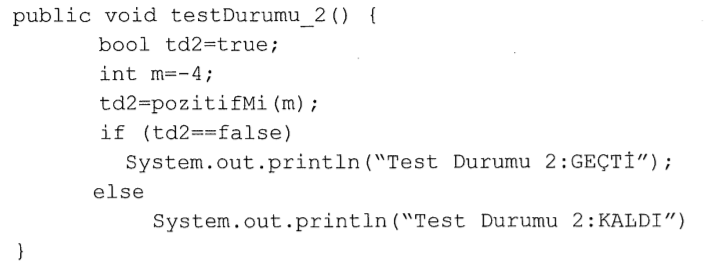 public void testDurumu_2() {
bool td2=true;
int m=-4;
td2=pozitifMi(m);
if (td2==false)
System.out.println(“Test Durumu 2:GEÇTİ”);
else
System.out.println(“Test Durumu 2:KALDI”)
}